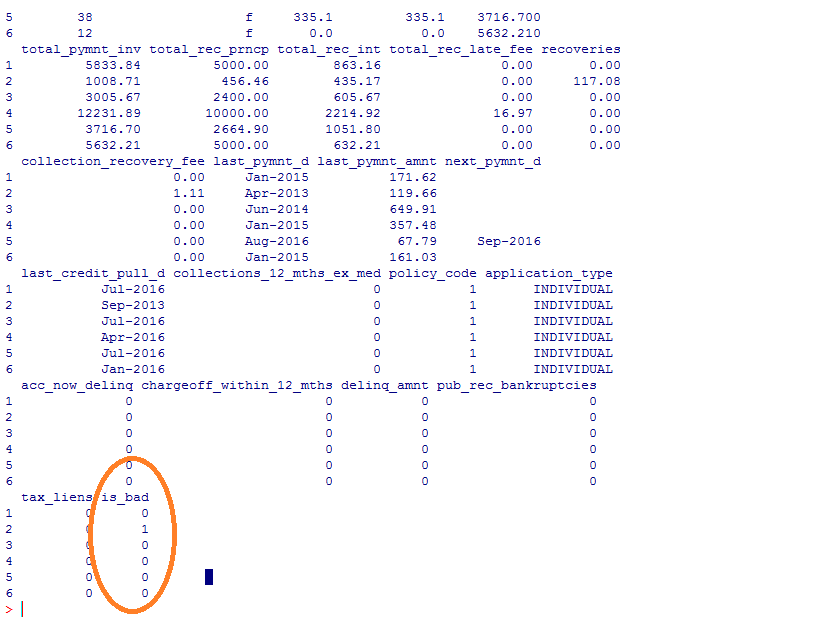 5 38 f 335.1 335.1 3716.700
6 12 f 0.0 0.0 5632.210
total_pymnt_inv total_rec_prncp total_rec_int total_rec_late_fee recoveries
1 5833.84 5000.00 863.16 0.00 0.00
2 1008.71 456.46 435.17 0.00 117.08
3 3005.67 2400.00 605.67 0.00 0.00
4 12231.89 10000.00 2214.92 16.97 0.00
5 3716.70 2664.90 1051.80 0.00 0.00
6 5632.21 5000.00 632.21 0.00 0.00
collection_recovery_fee last_pymnt_d last_pymnt_amnt next_pymnt_d
1 0.00 Jan-2015 171.62
2 1.11 Apr-2013 119.66
3 0.00 Jun-2014 649.91
4 0.00 Jan-2015 357.48
5 0.00 Aug-2016 67.79 Sep-2016
6 0.00 Jan-2015 161.03
last_credit_pull_d collections_12_mths_ex_med policy_code application_type
1 Jul-2016 0 1 INDIVIDUAL
2 Sep-2013 0 1 INDIVIDUAL
3 Jul-2016 0 1 INDIVIDUAL
4 Apr-2016 0 1 INDIVIDUAL
5 Jul-2016 0 1 INDIVIDUAL
6 Jan-2016 0 1 INDIVIDUAL
acc_now_delinq chargeoff_within_12_mths delinq_amnt pub_rec_bankruptcies
1 0 0 0 0
2 0 0 0 0
3 0 0 0 0
4 0 0 0 0
5 0 0 0 0
6 0 0 0 0
tax_liens is_bad
1 0 0
2 0 1
3 0 0
4 0 0
5 0 0
6 0 0
>